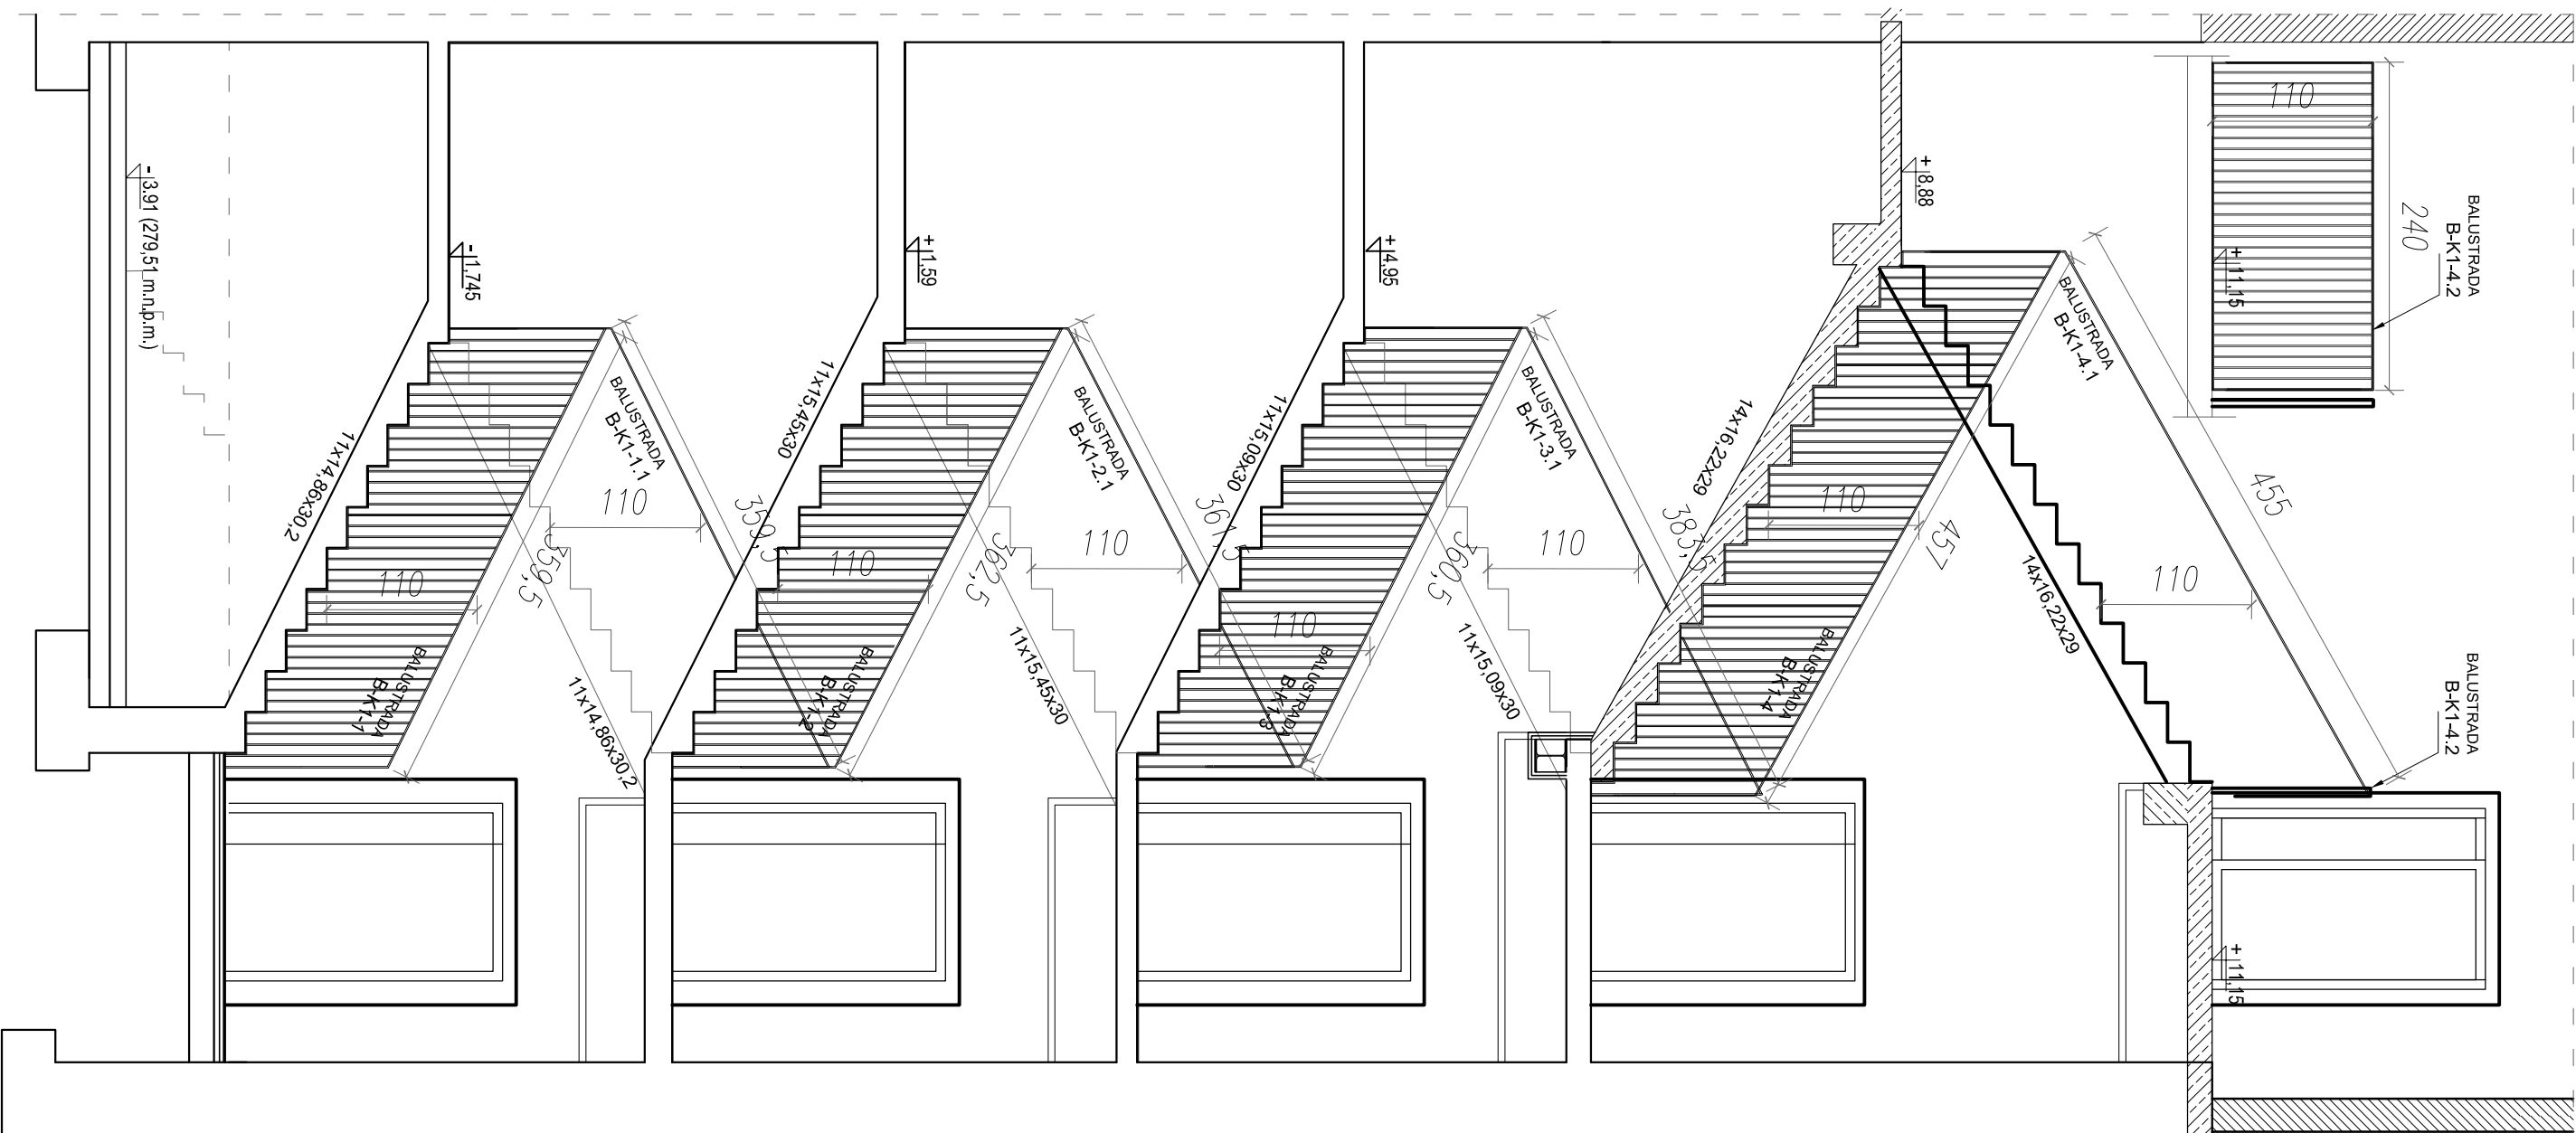 - 3.91 (279,51 m.n.p.m.)
11x14,86x30,2
110
BALUSTRADA
B-K1-1
- 1,745
BALUSTRADA
B-K1-1.1
110
359,5
359,5
11x14,86x30,2
11x15,45x30
110
BALUSTRADA
B-K1-2
+ 1,59
BALUSTRADA
B-K1-2.1
110
362,5
361,5
11x15,45x30
11x15,09x30
110
BALUSTRADA
B-K1-3
+ 4,95
BALUSTRADA
B-K1-3.1
110
360,5
383,5
11x15,09x30
14x16,22x29
110
BALUSTRADA
B-K1-4
457
+ 8,88
BALUSTRADA
B-K1-4.1
110
455
14x16,22x29
110
240
+ 11,15
BALUSTRADA
B-K1-4.2
BALUSTRADA
B-K1-4.2
+ 11,15